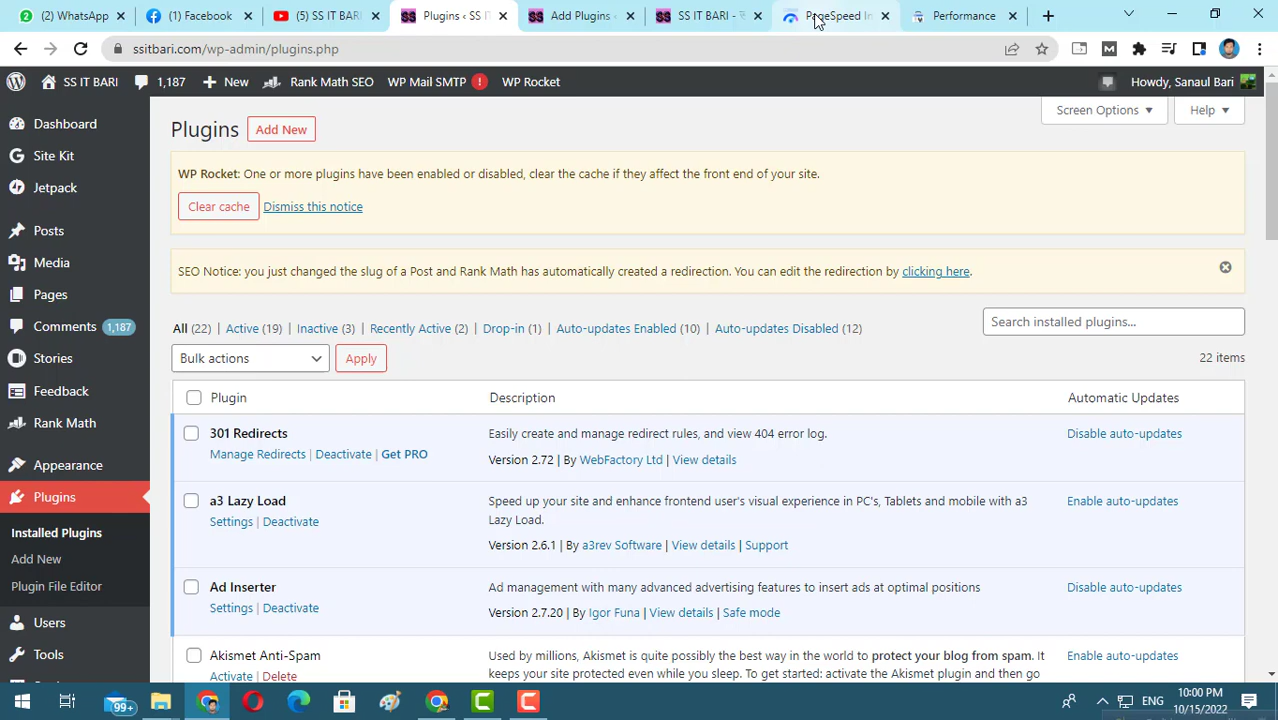 (2) WhatsApp
(1) Facebook
(5) SS IT BARI
Plugins ‹ SS IT
Add Plugins ‹
SS IT BARI -
PageSpeed In
Performance
ssitbari.com/wp-admin/plugins.php
SS IT BARI 1,187 New Rank Math SEO WP Mail SMTP ! WP Rocket Howdy, Sanaul Bari
Dashboard
Site Kit
Jetpack
Posts
Media
Pages
Comments 1,187
Stories
Feedback
Rank Math
Appearance
Plugins
Installed Plugins
Add New
Plugin File Editor
Users
Tools
Screen Options Help
Plugins Add New
WP Rocket: One or more plugins have been enabled or disabled, clear the cache if they affect the front end of your site.
Clear cache Dismiss this notice
SEO Notice: you just changed the slug of a Post and Rank Math has automatically created a redirection. You can edit the redirection by clicking here.
All (22) | Active (19) | Inactive (3) | Recently Active (2) | Drop-in (1) | Auto-updates Enabled (10) | Auto-updates Disabled (12)
Search installed plugins...
Bulk actions Apply
22 items
Plugin Description Automatic Updates
301 Redirects
Manage Redirects | Deactivate | Get PRO
Easily create and manage redirect rules, and view 404 error log.
Version 2.72 | By WebFactory Ltd | View details
Disable auto-updates
a3 Lazy Load
Settings | Deactivate
Speed up your site and enhance frontend user's visual experience in PC's, Tablets and mobile with a3
Lazy Load.
Version 2.6.1 | By a3rev Software | View details | Support
Enable auto-updates
Ad Inserter
Settings | Deactivate
Ad management with many advanced advertising features to insert ads at optimal positions
Version 2.7.20 | By Igor Funa | View details | Safe mode
Disable auto-updates
Akismet Anti-Spam
Activate | Delete
Used by millions, Akismet is quite possibly the best way in the world to protect your blog from spam. It
keeps your site protected even while you sleep. To get started: activate the Akismet plugin and then go
Enable auto-updates
99+
ENG
10:00 PM
10/15/2022